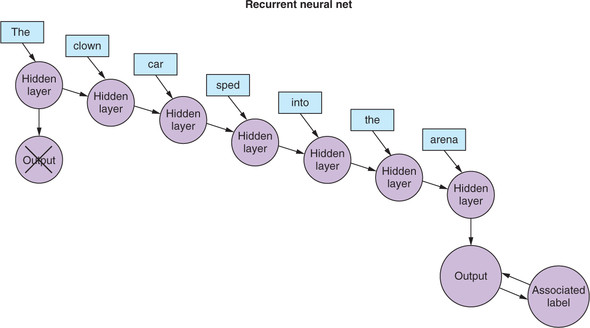 Recurrent neural net
The
clown
car
sped
into
the
arena
Hidden
layer
Hidden
layer
Hidden
layer
Hidden
layer
Hidden
layer
Hidden
layer
Hidden
layer
Output
Output
Associated
label